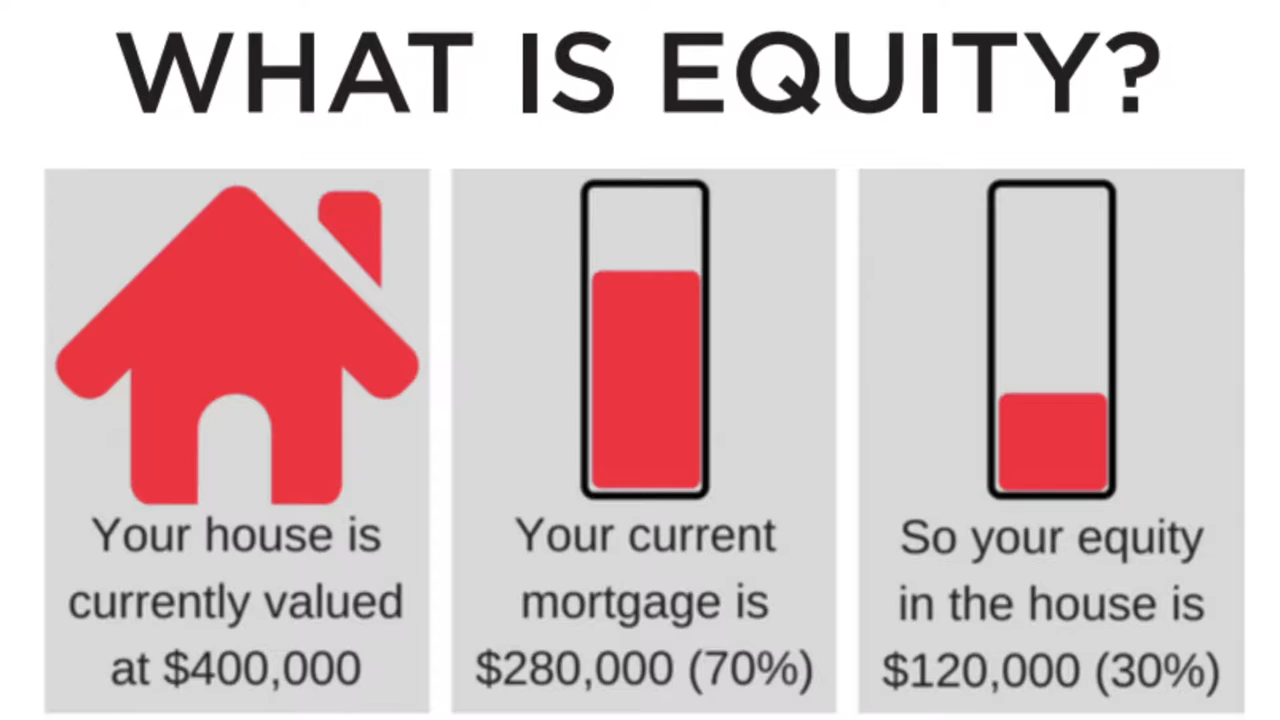 WHAT IS EQUITY?
Your house is
currently valued
at $400,000
Your current
mortgage is
$280,000 (70%)
So your equity
in the house is
$120,000 (30%)